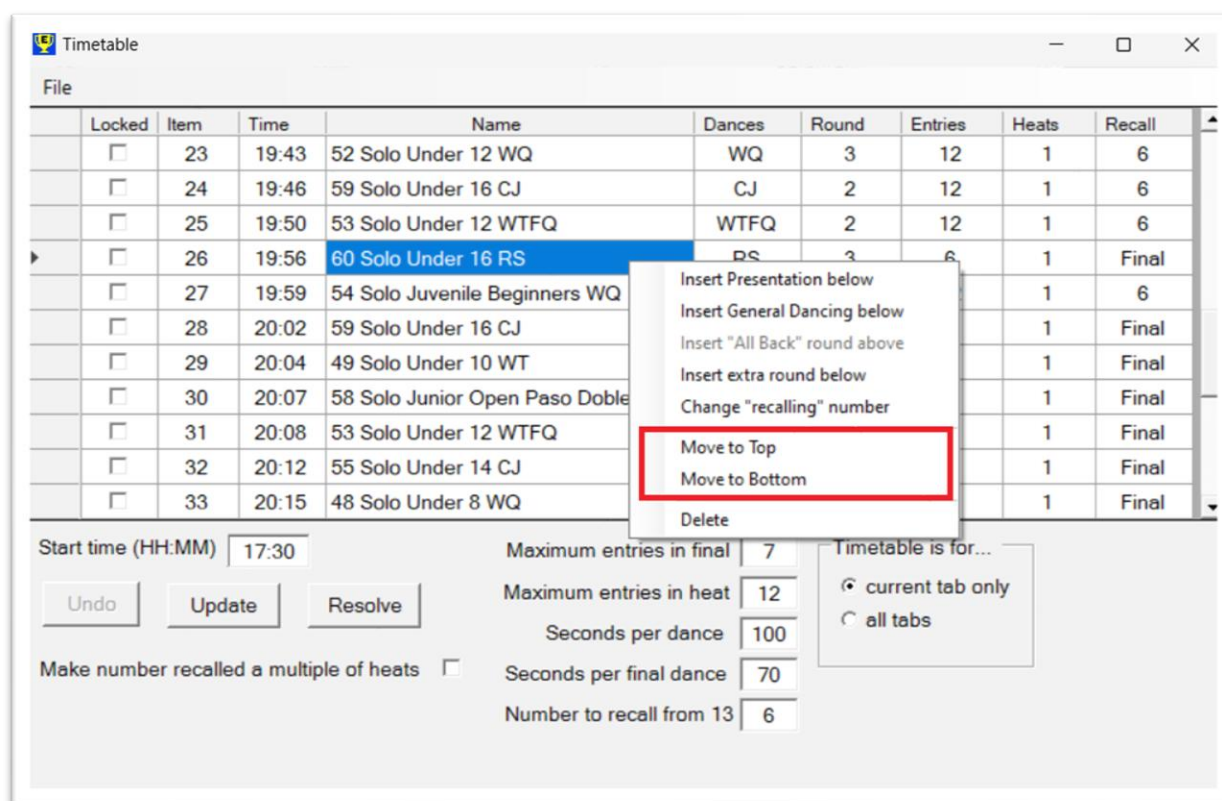 Timetable
File
Locked Item Time Name Dances Round Entries Heats Recall
23 19:43 52 Solo Under 12 WQ WQ 3 12 1 6
24 19:46 59 Solo Under 16 CJ CJ 2 12 1 6
25 19:50 53 Solo Under 12 WTFQ WTFQ 2 12 1 6
26 19:56 60 Solo Under 16 RS RS 3 6 1 Final
27 19:59 54 Solo Juvenile Beginners WQ 1 6
28 20:02 59 Solo Under 16 CJ 1 Final
29 20:04 49 Solo Under 10 WT 1 Final
30 20:07 58 Solo Junior Open Paso Doble 1 Final
31 20:08 53 Solo Under 12 WTFQ 1 Final
32 20:12 55 Solo Under 14 CJ 1 Final
33 20:15 48 Solo Under 8 WQ 1 Final
Insert Presentation below
Insert General Dancing below
Insert "All Back" round above
Insert extra round below
Change "recalling" number
Move to Top
Move to Bottom
Delete
Start time (HH:MM) 17:30
Undo Update Resolve
Make number recalled a multiple of heats
Maximum entries in final 7
Maximum entries in heat 12
Seconds per dance 100
Seconds per final dance 70
Number to recall from 13 6
Timetable is for...
current tab only
all tabs